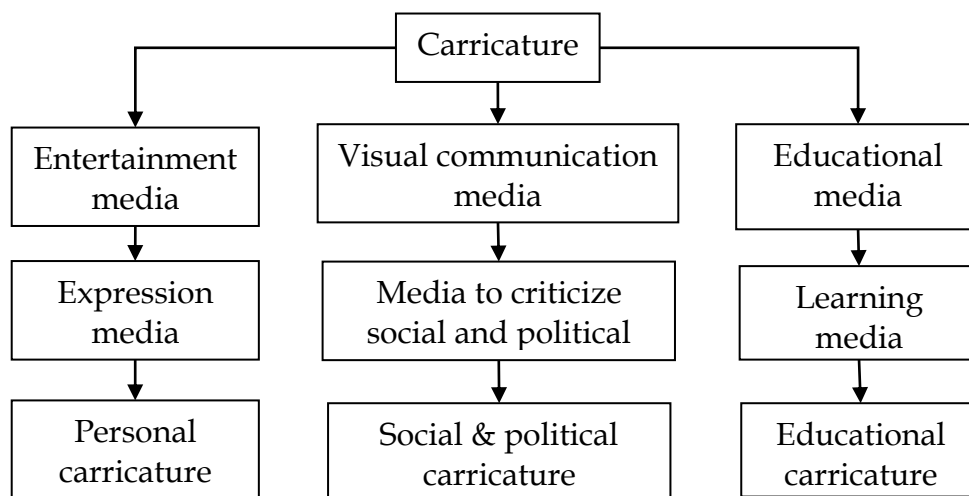 Carricature
Entertainment
media
Visual communication
media
Educational
media
Expression
media
Media to criticize
social and political
Learning
media
Personal
carricature
Social & political
carricature
Educational
carricature